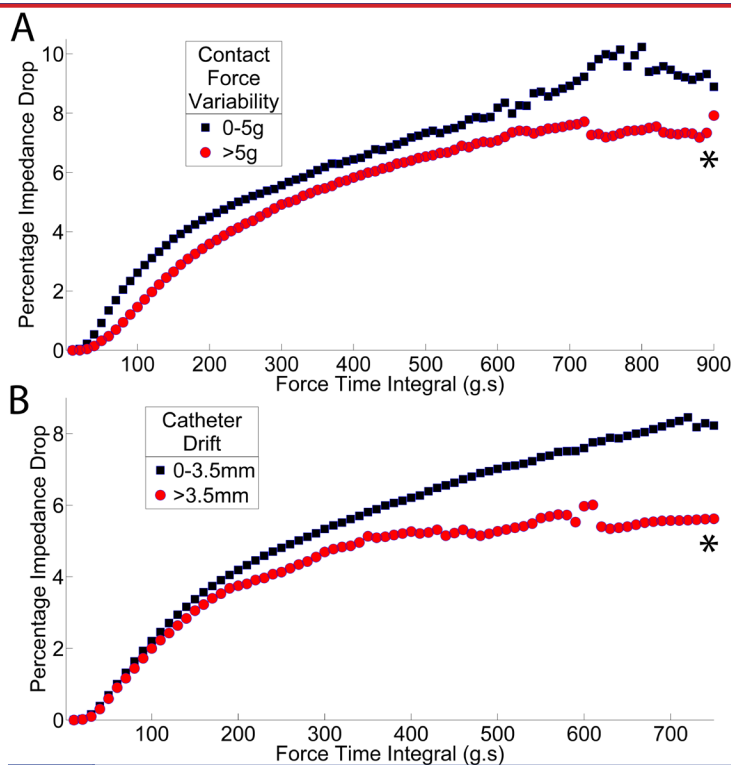 A
Contact
Force
Variability
0-5g
>5g
Percentage Impedance Drop
10
8
6
4
2
0
*
100 200 300 400 500 600 700 800 900
Force Time Integral (g.s)
B
Catheter
Drift
0-3.5mm
>3.5mm
Percentage Impedance Drop
8
6
4
2
0
*
100 200 300 400 500 600 700
Force Time Integral (g.s)